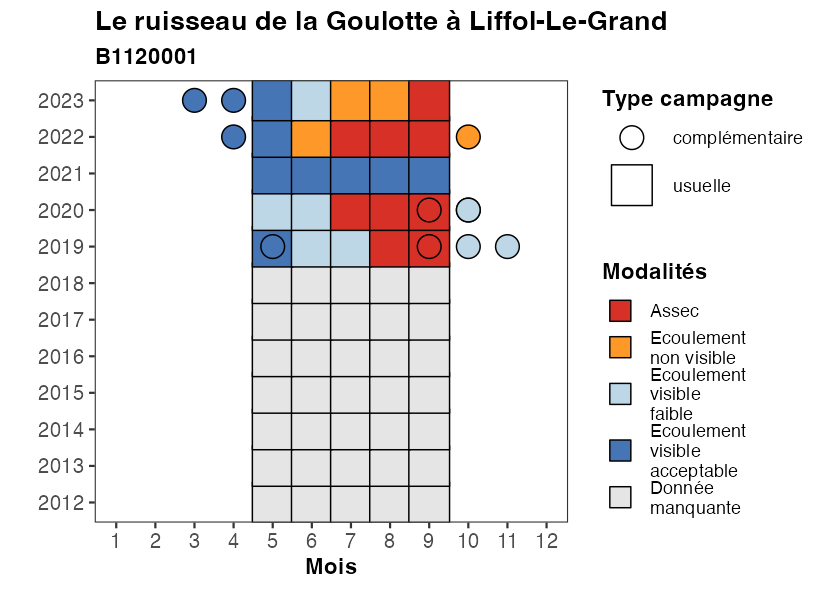 Le ruisseau de la Goulotte à Liffol-Le-Grand
B1120001
2023
2022
2021
2020
2019
2018
2017
2016
2015
2014
2013
2012
1 2 3 4 5 6 7 8 9 10 11 12
Mois
Type campagne
complémentaire
usuelle
Modalités
Assec
Ecoulement
non visible
Ecoulement
visible
faible
Ecoulement
visible
acceptable
Donnée
manquante